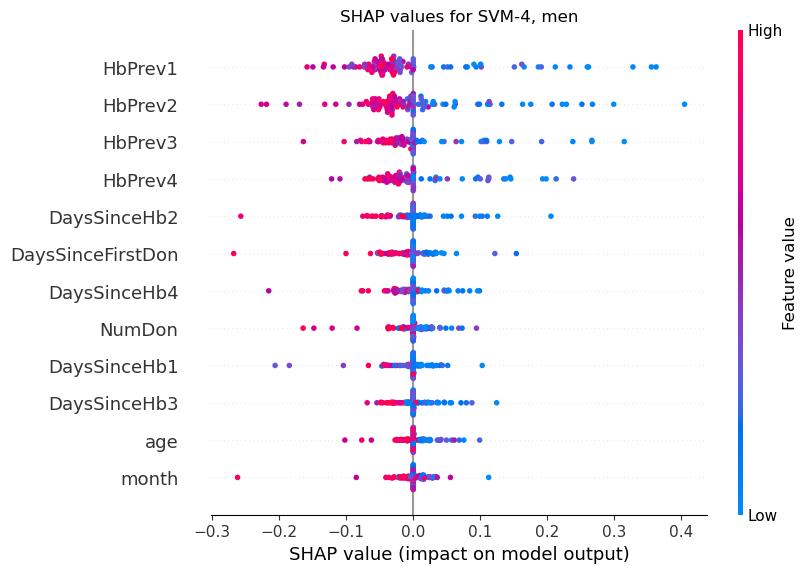 SHAP values for SVM-4, men
High
HbPrev1
HbPrev2
HbPrev3
HbPrev4
DaysSinceHb2
DaysSinceFirstDon
DaysSinceHb4
NumDon
DaysSinceHb1
DaysSinceHb3
age
month
Feature value
Low
−0.3 −0.2 −0.1 0.0 0.1 0.2 0.3 0.4
SHAP value (impact on model output)